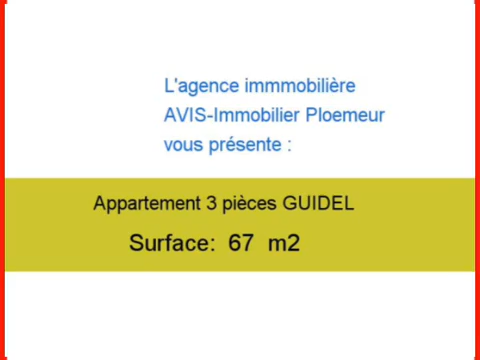 L'agence immmobilière
AVIS-Immobilier Ploemeur
vous présente :
Appartement 3 pièces GUIDEL
Surface: 67 m2